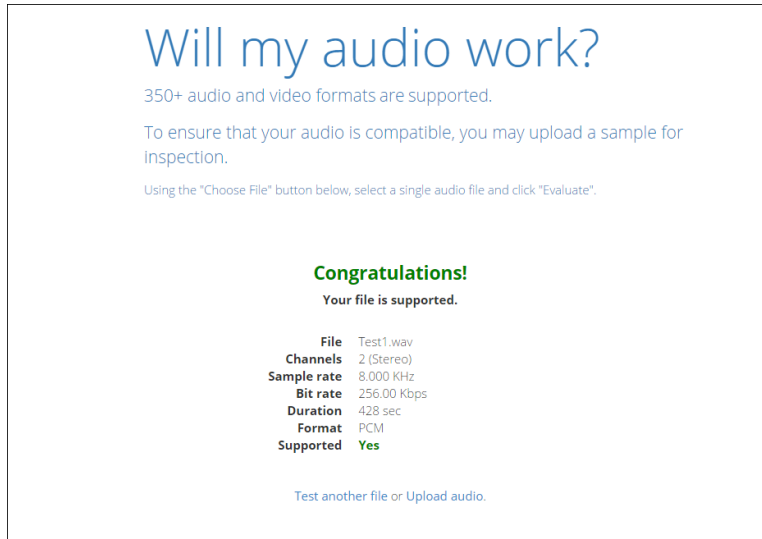 Will my audio work?
350+ audio and video formats are supported.
To ensure that your audio is compatible, you may upload a sample for
inspection.
Using the "Choose File" button below, select a single audio file and click "Evaluate".
Congratulations!
Your file is supported.
File Test1.wav
Channels 2 (Stereo)
Sample rate 8.000 KHz
Bit rate 256.00 Kbps
Duration 428 sec
Format PCM
Supported Yes
Test another file or Upload audio.